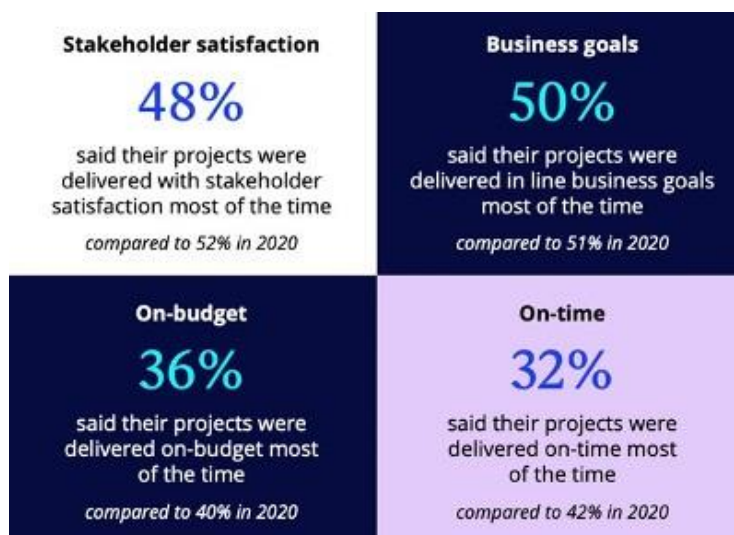 Stakeholder satisfaction
48%
said their projects were
delivered with stakeholder
satisfaction most of the time
compared to 52% in 2020
Business goals
50%
said their projects were
delivered in line business goals
most of the time
compared to 51% in 2020
On-budget
36%
said their projects were
delivered on-budget most
of the time
compared to 40% in 2020
On-time
32%
said their projects were
delivered on-time most
of the time
compared to 42% in 2020